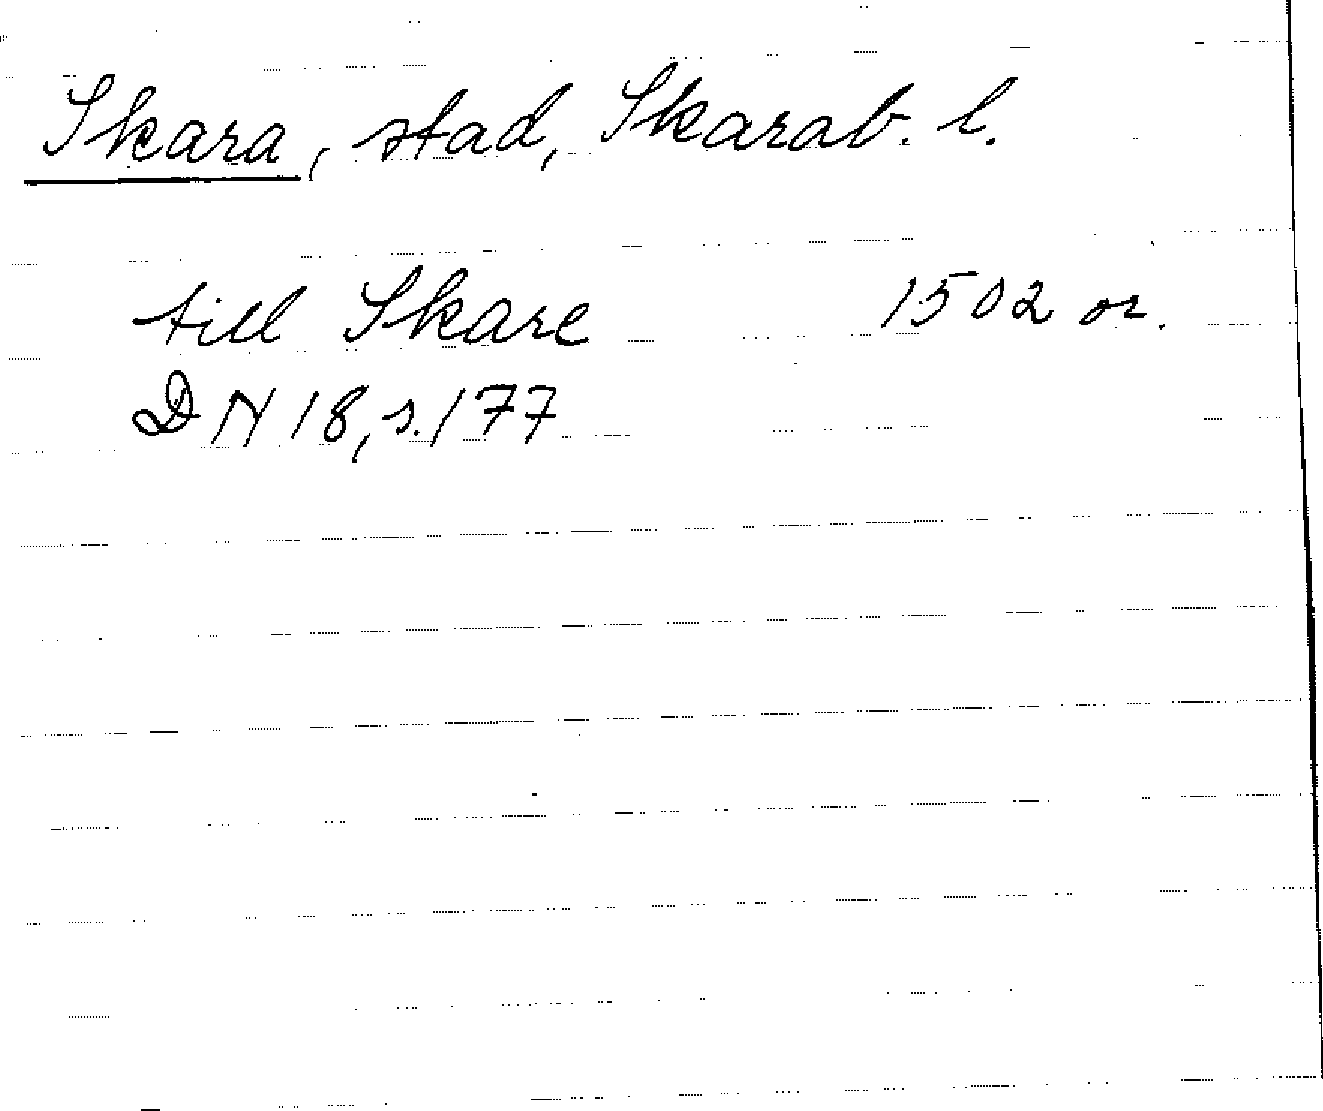 Skara, stad, Skarab. l.
till Skare 1502 or.
DN 18, s. 177